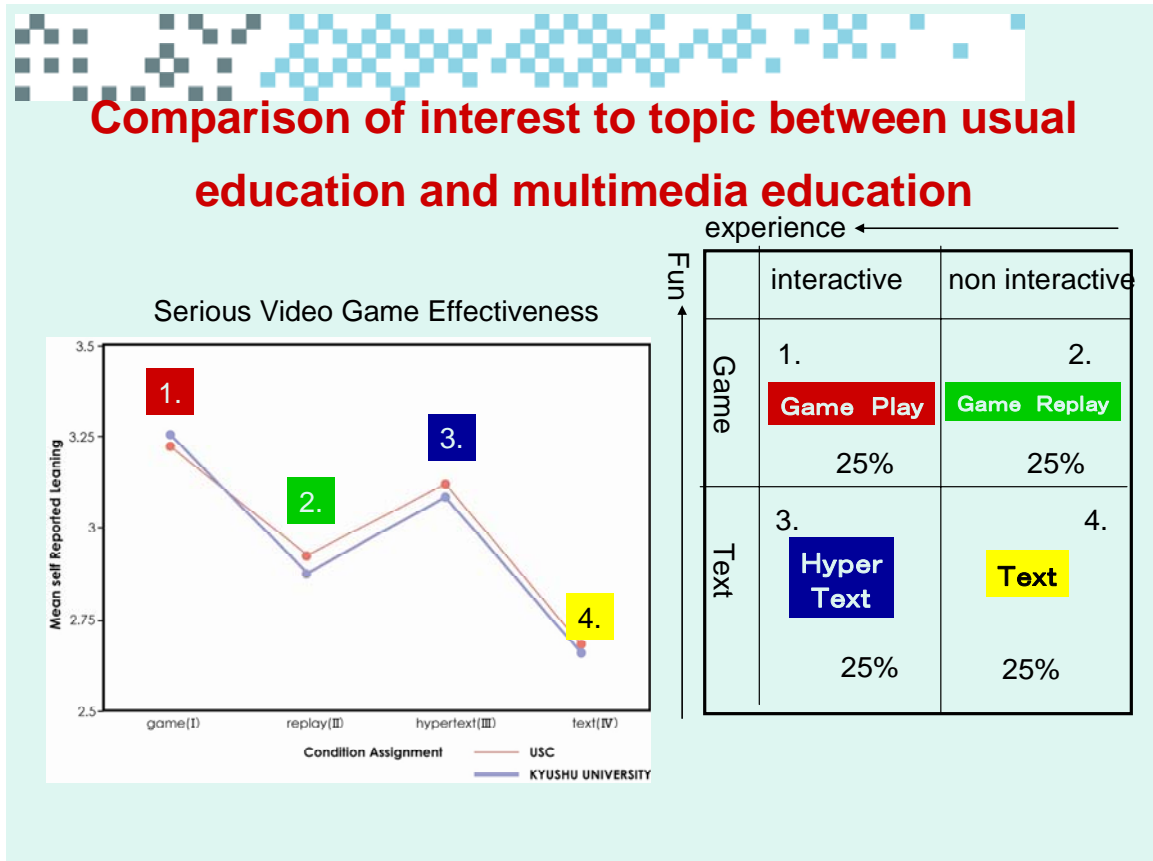 Comparison of interest to topic between usual
education and multimedia education
Serious Video Game Effectiveness
3.5
3.25
3
2.75
2.5
Mean self Reported Leaning
1.
2.
3.
4.
game(I)
replay(Ⅱ)
hypertext(Ⅲ)
text(Ⅳ)
Condition Assignment
USC
KYUSHU UNIVERSITY
experience
Fun
interactive
non interactive
Game
1.
Game Play
25%
2.
Game Replay
25%
Text
3.
Hyper
Text
25%
4.
Text
25%